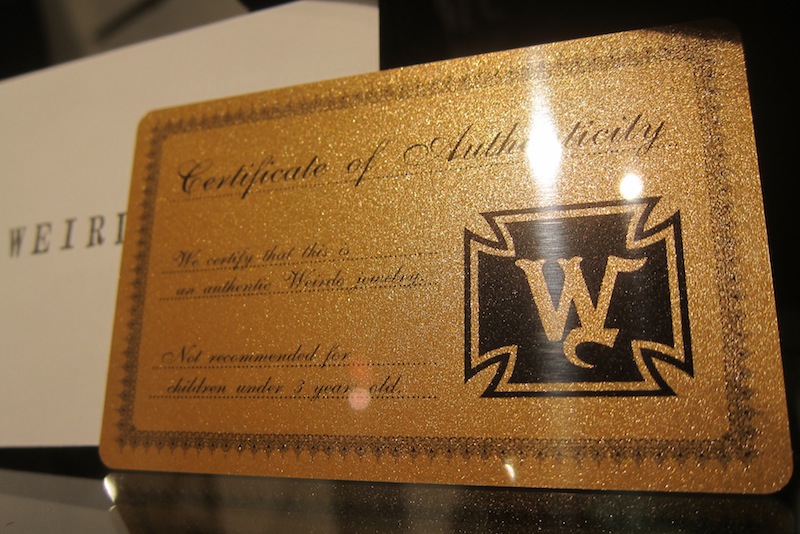 WEIRD
Certificate of Authenticity
We certify that this is
an authentic Weirdo jewelry.
Not recommended for
children under 3 years old.
W